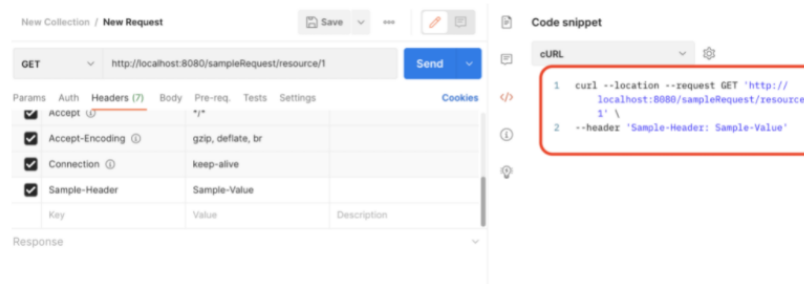 New Collection / New Request
Save
GET
http://localhost:8080/sampleRequest/resource/1
Send
Params Auth Headers (7) Body Pre-req. Tests Settings
Cookies
Accept
*/*
Accept-Encoding
gzip, deflate, br
Connection
keep-alive
Sample-Header
Sample-Value
Key
Value
Description
Response
Code snippet
cURL
1 curl --location --request GET 'http://
localhost:8080/sampleRequest/resource
1' \
2 --header 'Sample-Header: Sample-Value'